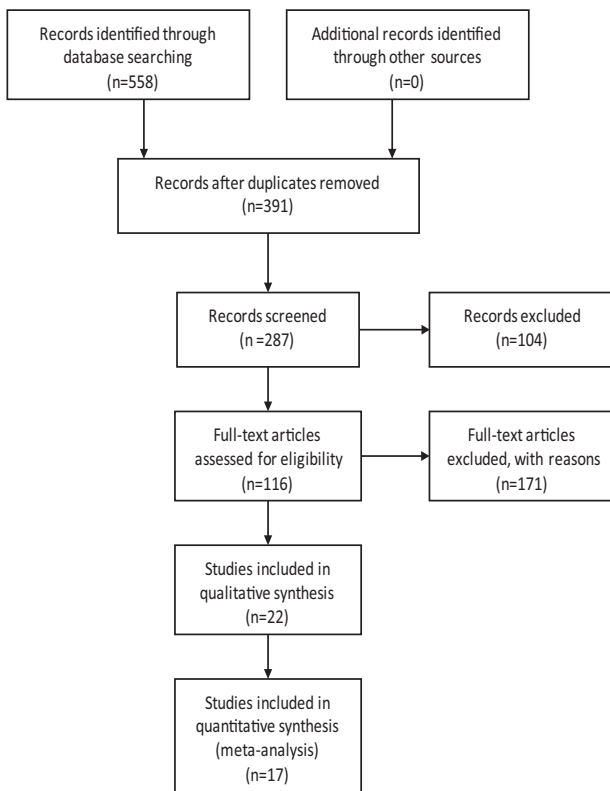 Records identified through
database searching
(n=558)
Additional records identified
through other sources
(n=0)
Records after duplicates removed
(n=391)
Records screened
(n =287)
Records excluded
(n=104)
Full-text articles
assessed for eligibility
(n=116)
Full-text articles
excluded, with reasons
(n=171)
Studies included in
qualitative synthesis
(n=22)
Studies included in
quantitative synthesis
(meta-analysis)
(n=17)